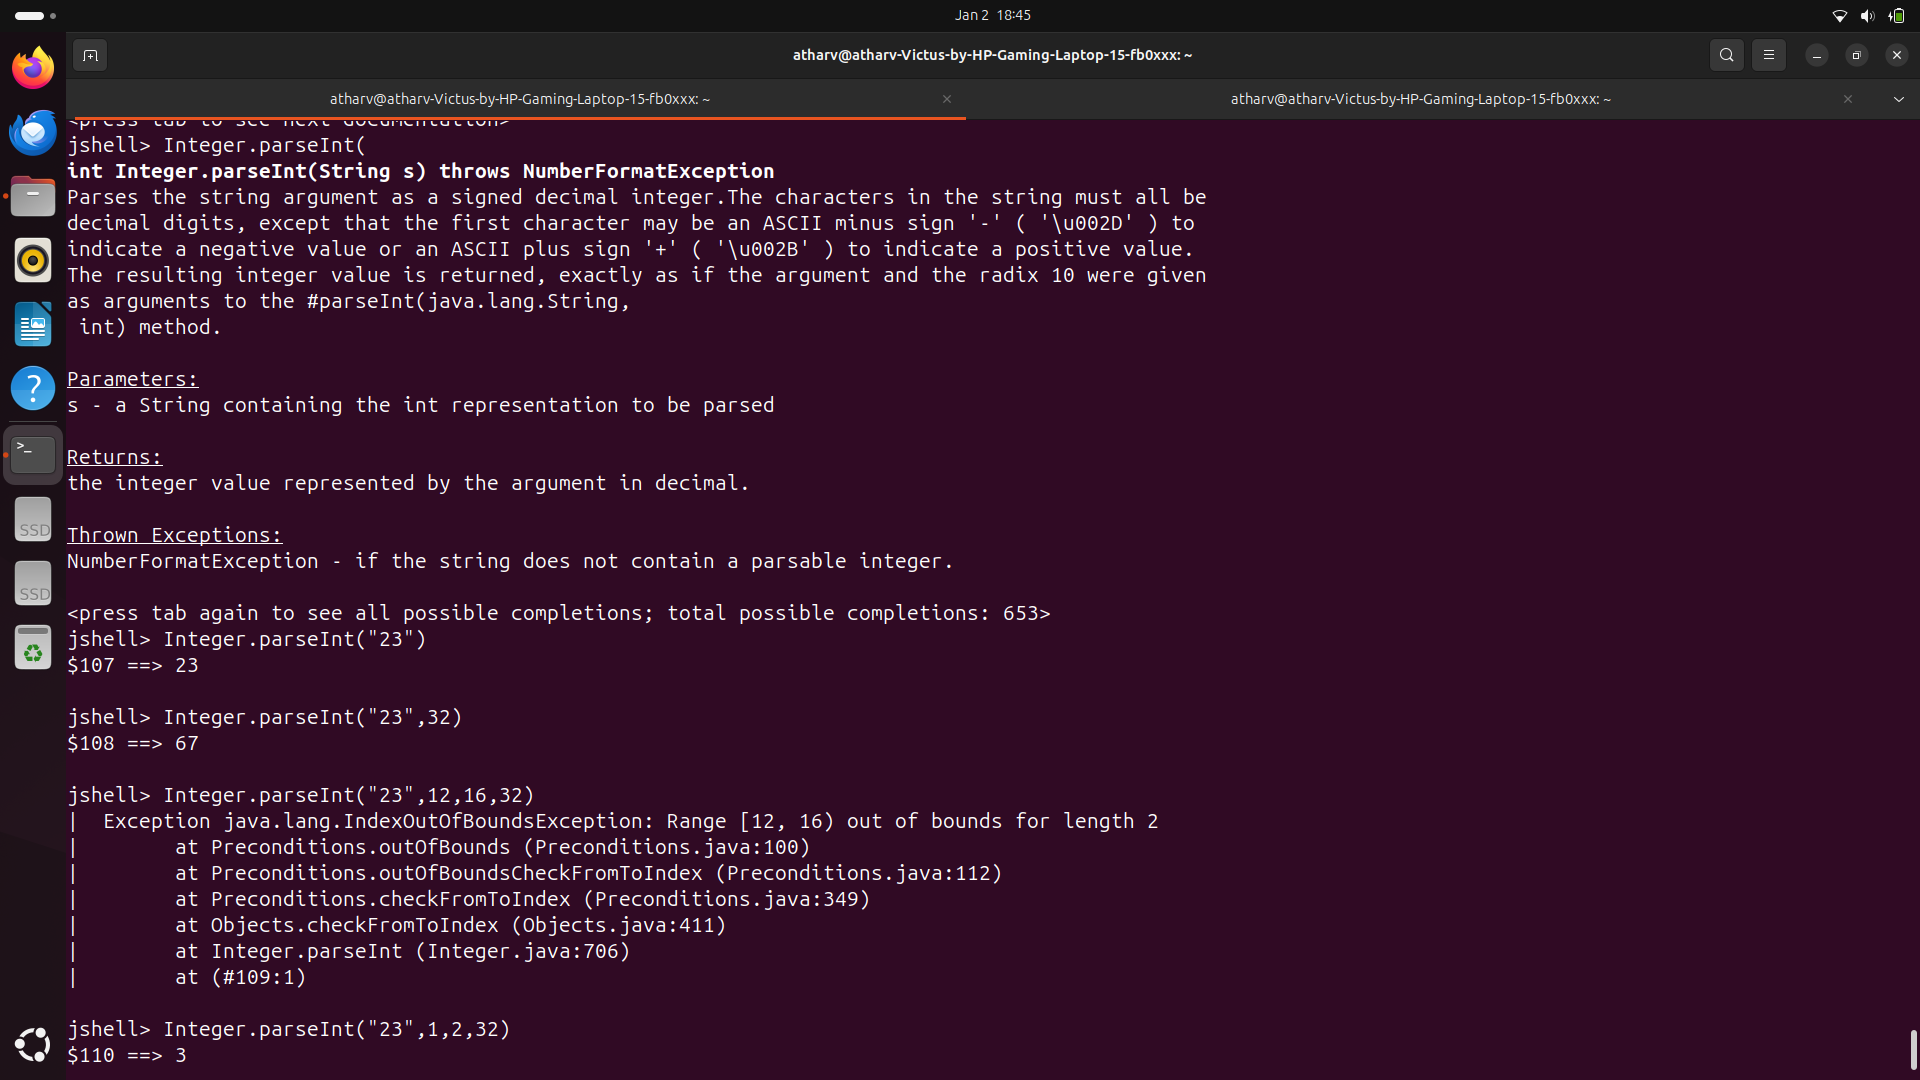 Jan 2 18:45
atharv@atharv-Victus-by-HP-Gaming-Laptop-15-fb0xxx: ~
atharv@atharv-Victus-by-HP-Gaming-Laptop-15-fb0xxx: ~
atharv@atharv-Victus-by-HP-Gaming-Laptop-15-fb0xxx: ~
<press tab to see next documentation>
jshell> Integer.parseInt(
int Integer.parseInt(String s) throws NumberFormatException
Parses the string argument as a signed decimal integer.The characters in the string must all be
decimal digits, except that the first character may be an ASCII minus sign '-' ( '\u002D' ) to
indicate a negative value or an ASCII plus sign '+' ( '\u002B' ) to indicate a positive value.
The resulting integer value is returned, exactly as if the argument and the radix 10 were given
as arguments to the #parseInt(java.lang.String,
 int) method.
Parameters:
s - a String containing the int representation to be parsed
Returns:
the integer value represented by the argument in decimal.
Thrown Exceptions:
NumberFormatException - if the string does not contain a parsable integer.
<press tab again to see all possible completions; total possible completions: 653>
jshell> Integer.parseInt("23")
$107 ==> 23
jshell> Integer.parseInt("23",32)
$108 ==> 67
jshell> Integer.parseInt("23",12,16,32)
|  Exception java.lang.IndexOutOfBoundsException: Range [12, 16) out of bounds for length 2
|        at Preconditions.outOfBounds (Preconditions.java:100)
|        at Preconditions.outOfBoundsCheckFromToIndex (Preconditions.java:112)
|        at Preconditions.checkFromToIndex (Preconditions.java:349)
|        at Objects.checkFromToIndex (Objects.java:411)
|        at Integer.parseInt (Integer.java:706)
|        at (#109:1)
jshell> Integer.parseInt("23",1,2,32)
$110 ==> 3
?
>_
SSD
SSD